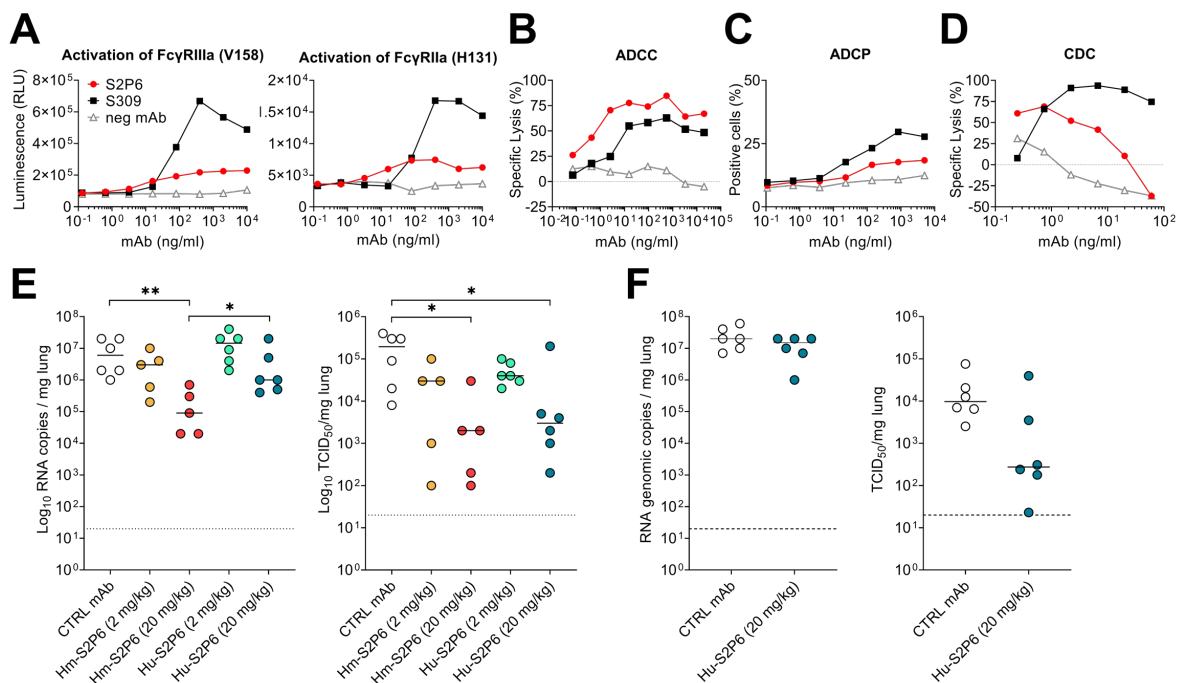 A
Activation of FcγRIIIa (V158)
Luminescence (RLU)
8×10⁵
6×10⁵
4×10⁵
2×10⁵
0
S2P6
S309
neg mAb
10⁻¹ 10⁰ 10¹ 10² 10³ 10⁴
Activation of FcγRIIa (H131)
2×10⁴
1.5×10⁴
1×10⁴
5×10³
0
10⁻¹ 10⁰ 10¹ 10² 10³ 10⁴
mAb (ng/ml)
mAb (ng/ml)
B
ADCC
Specific Lysis (%)
100
75
50
25
0
-25
10⁻² 10⁻¹ 10⁰ 10¹ 10² 10³ 10⁴ 10⁵
mAb (ng/ml)
C
ADCP
Positive cells (%)
50
25
0
10⁻¹ 10⁰ 10¹ 10² 10³ 10⁴
mAb (ng/ml)
D
CDC
Specific Lysis (%)
100
75
50
25
0
-25
-50
10⁻¹ 10⁰ 10¹ 10²
mAb (ng/ml)
E
Log₁₀ RNA copies / mg lung
10⁸
10⁷
10⁶
10⁵
10⁴
10³
10²
10¹
10⁰
** *
CTRL mAb
Hm-S2P6 (2 mg/kg)
Hm-S2P6 (20 mg/kg)
Hu-S2P6 (2 mg/kg)
Hu-S2P6 (20 mg/kg)
Log₁₀ TCID₅₀/mg lung
10⁶
10⁵
10⁴
10³
10²
10¹
10⁰
*
*
CTRL mAb
Hm-S2P6 (2 mg/kg)
Hm-S2P6 (20 mg/kg)
Hu-S2P6 (2 mg/kg)
Hu-S2P6 (20 mg/kg)
F
RNA genomic copies / mg lung
10⁸
10⁷
10⁶
10⁵
10⁴
10³
10²
10¹
10⁰
CTRL mAb
Hu-S2P6 (20 mg/kg)
TCID₅₀/mg lung
10⁶
10⁵
10⁴
10³
10²
10¹
10⁰
CTRL mAb
Hu-S2P6 (20 mg/kg)